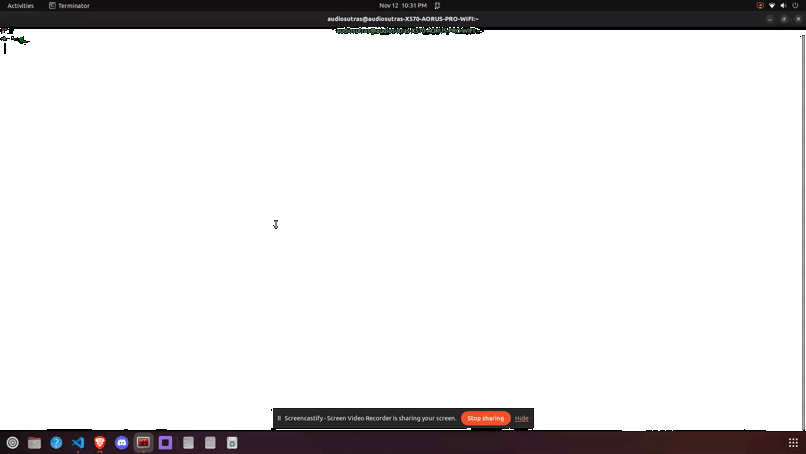 Activities
Terminator
Nov 12 10:31 PM
audiosutras@audiosutras-X570-AORUS-PRO-WIFI:~
Screencastify - Screen Video Recorder is sharing your screen.
Stop sharing
Hide